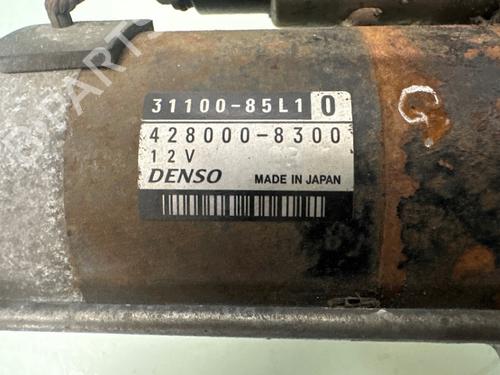 31100-85L1 0
428000-8300
12V
DENSO MADE IN JAPAN
G